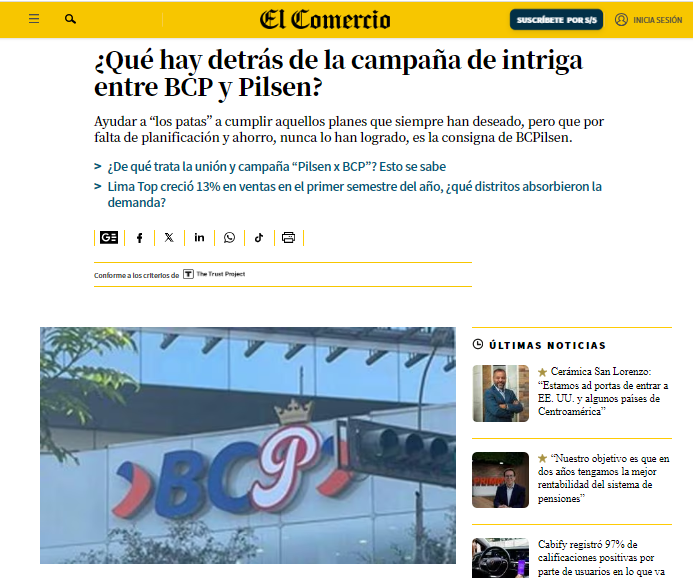 El Comercio
SUSCRÍBETE POR S/5
INICIA SESIÓN
¿Qué hay detrás de la campaña de intriga
entre BCP y Pilsen?
Ayudar a “los patas” a cumplir aquellos planes que siempre han deseado, pero que por
falta de planificación y ahorro, nunca lo han logrado, es la consigna de BCPilsen.
> ¿De qué trata la unión y campaña “Pilsen x BCP”? Esto se sabe
> Lima Top creció 13% en ventas en el primer semestre del año, ¿qué distritos absorbieron la
demanda?
GE
Conforme a los criterios de T The Trust Project
BCP
ÚLTIMAS NOTICIAS
Cerámica San Lorenzo:
“Estamos ad portas de entrar a
EE. UU. y algunos países de
Centroamérica”
“Nuestro objetivo es que en
dos años tengamos la mejor
rentabilidad del sistema de
pensiones”
Cabify registró 97% de
calificaciones positivas por
parte de usuarios en lo que va